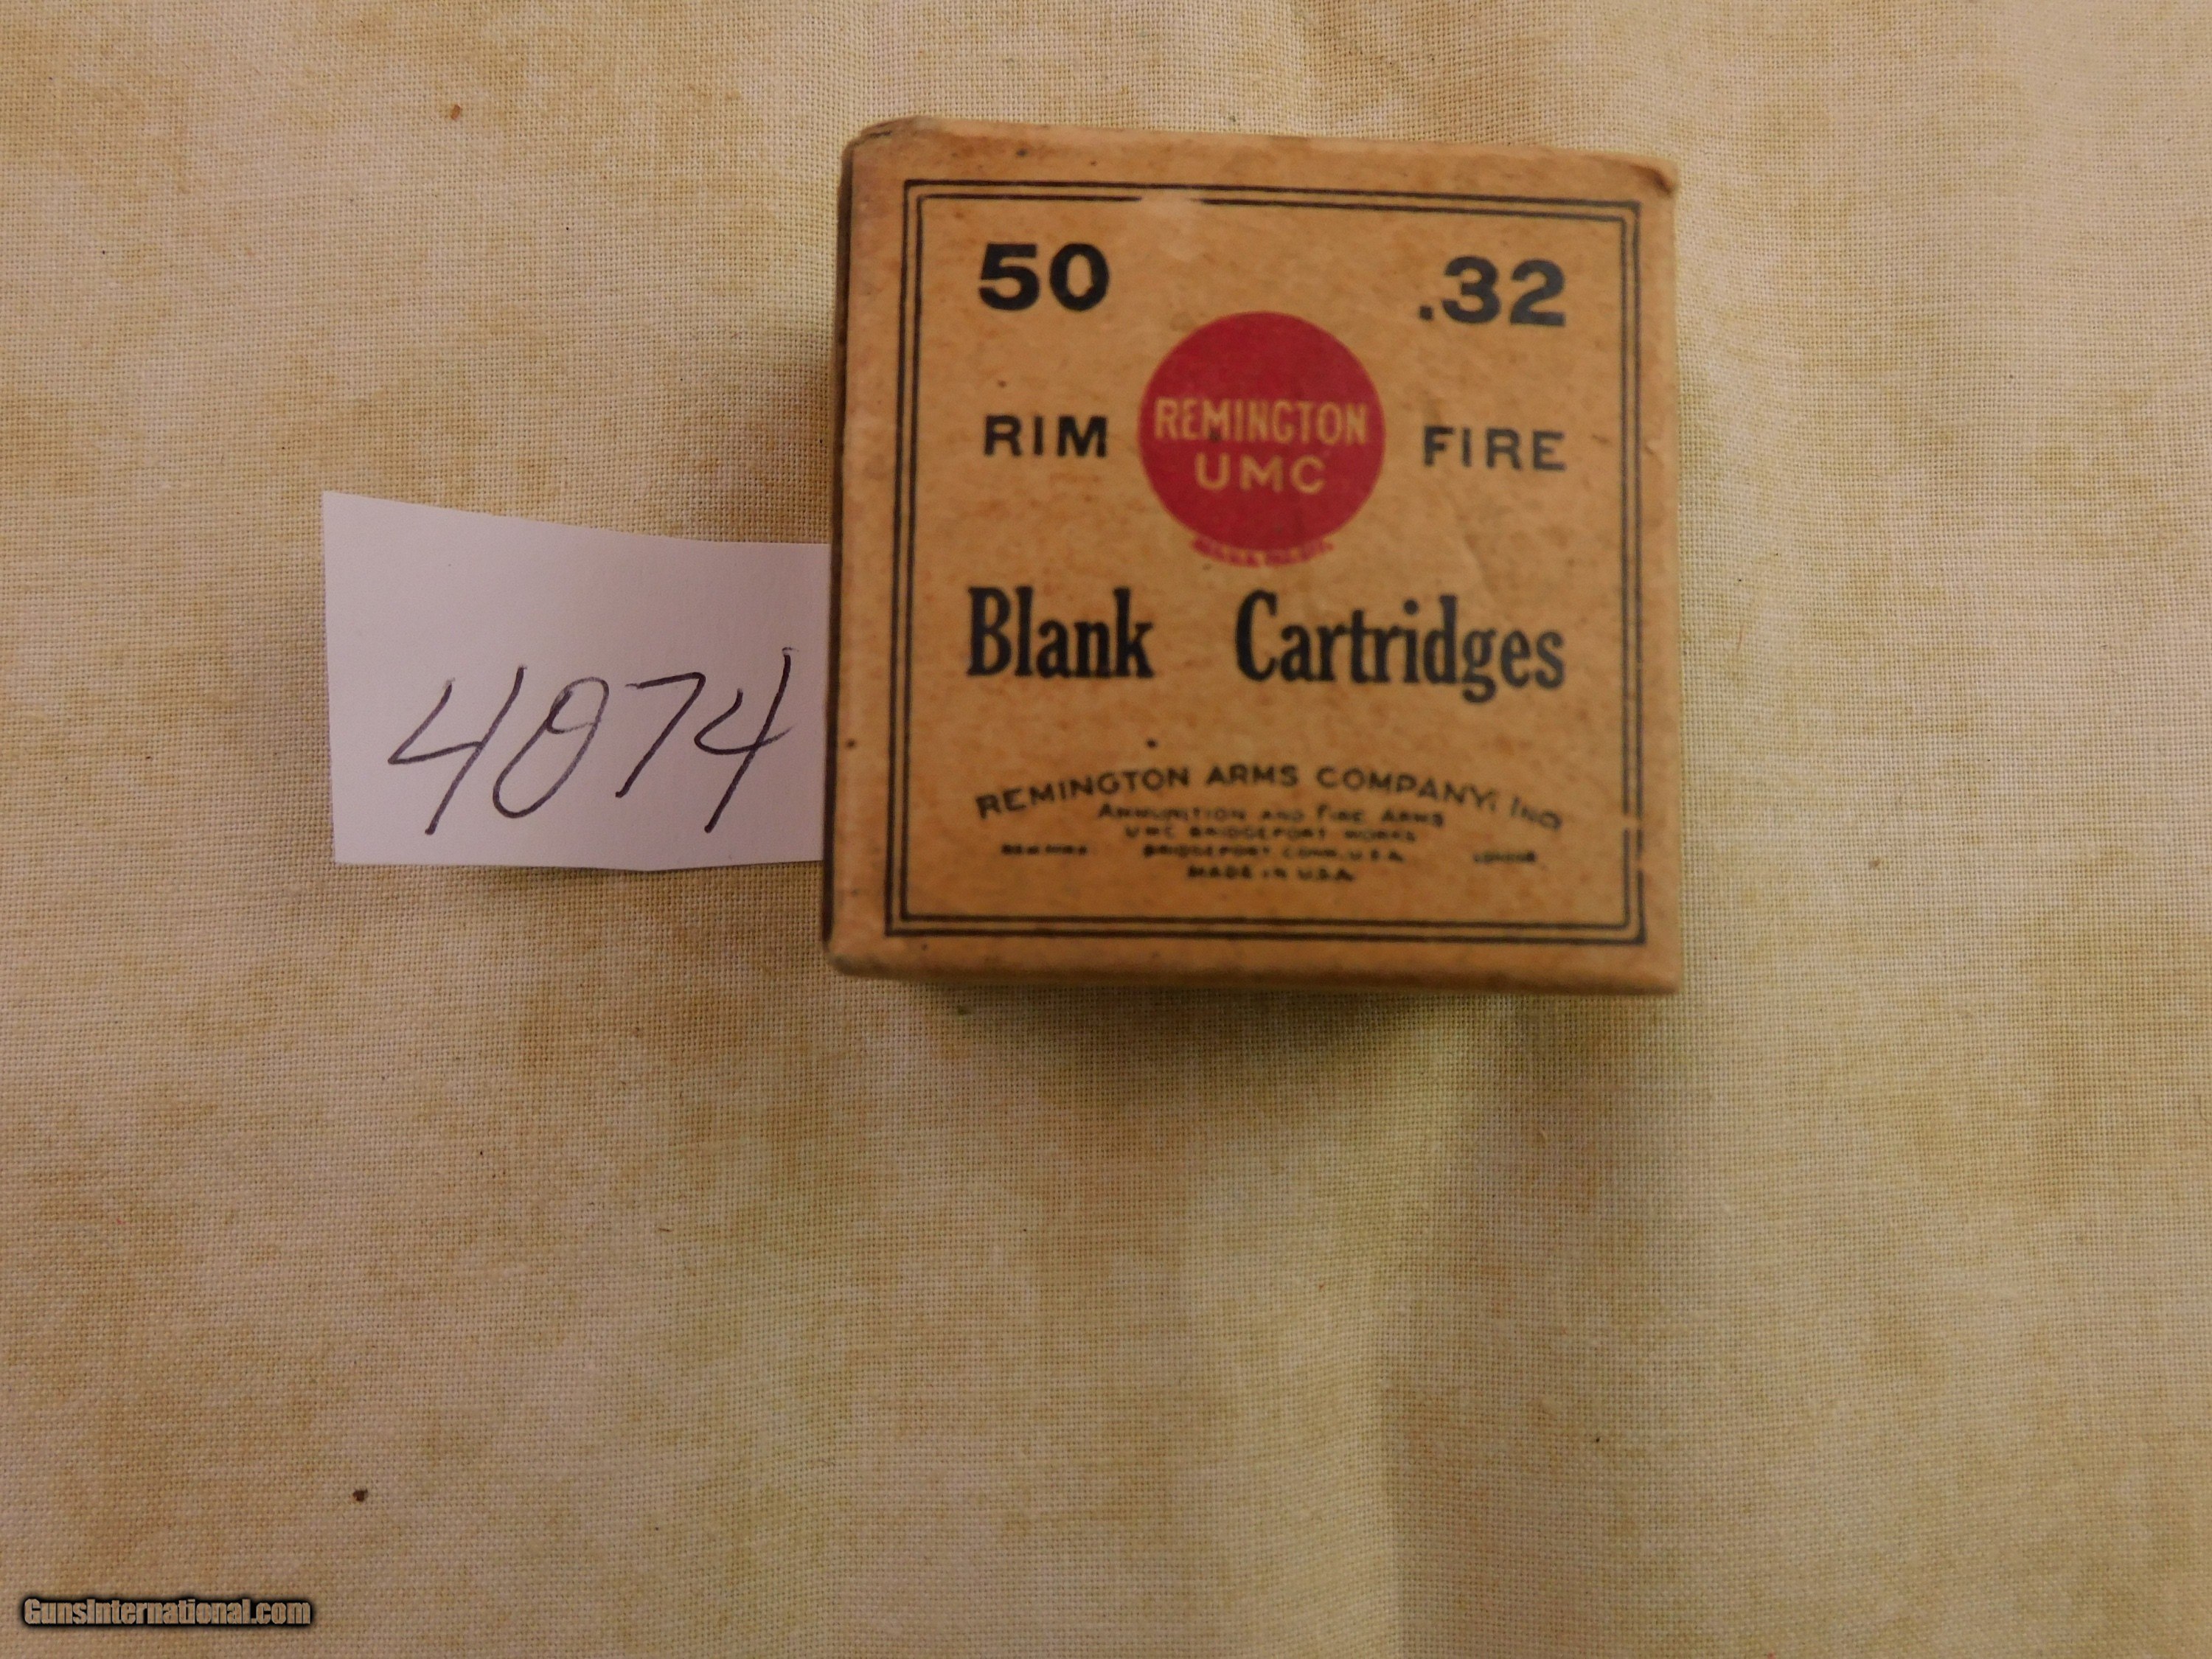 50 .32
RIM FIRE
REMINGTON
UMC
Blank Cartridges
REMINGTON ARMS COMPANY, INC
AMMUNITION AND FIRE ARMS
UMC BRIDGEPORT WORKS
BRIDGEPORT, CONN., U.S.A.
MADE IN U.S.A.
4074
GunsInternational.com